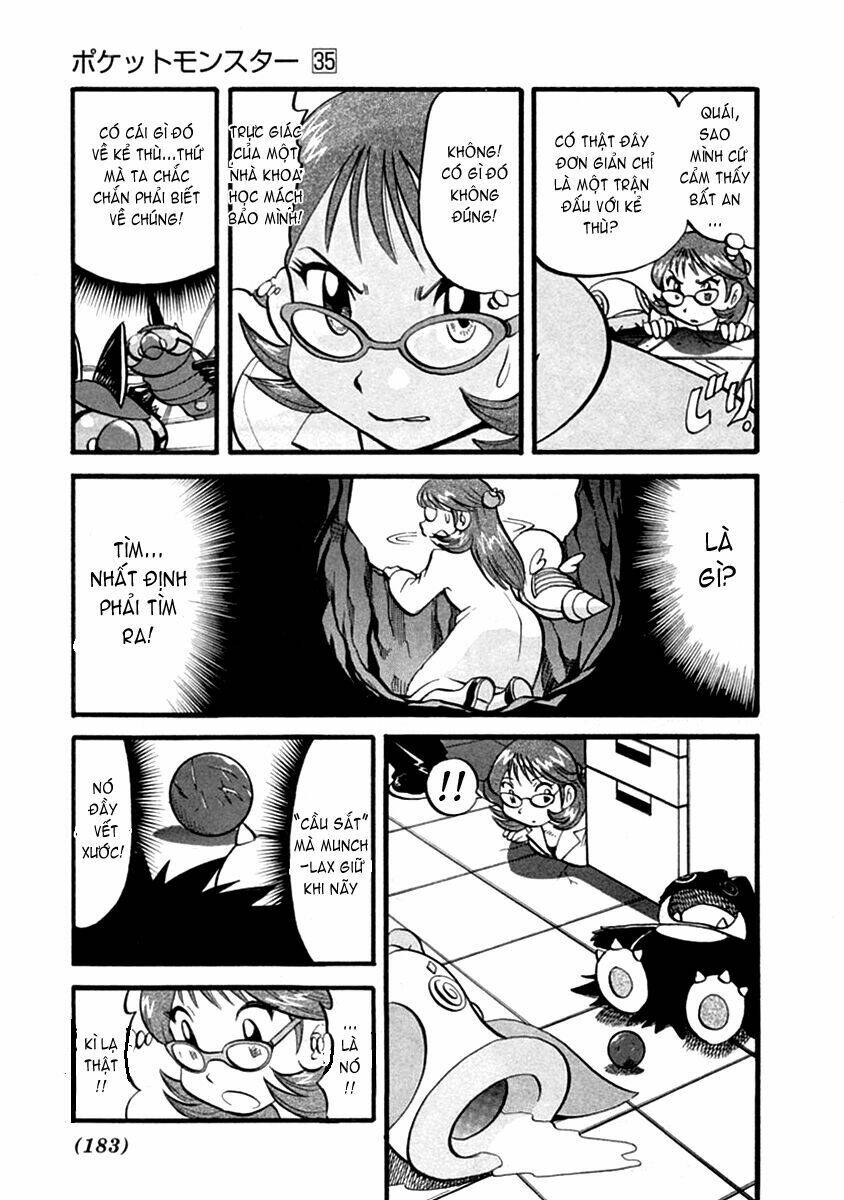 ポケットモンスター 35
QUÁI,
SAO
MÌNH CỨ
CẢM THẤY
BẤT AN
...
CÓ THẬT ĐÂY
ĐƠN GIẢN CHỈ
LÀ MỘT TRẬN
ĐẤU VỚI KẺ
THÙ?
KHÔNG!
CÓ GÌ ĐÓ
KHÔNG
ĐÚNG!
TRỰC GIÁC
CỦA MỘT
NHÀ KHOA
HỌC MÁCH
BẢO MÌNH!
CÓ CÁI GÌ ĐÓ
VỀ KẺ THÙ...THỨ
MÀ TA CHẮC
CHẮN PHẢI BIẾT
VỀ CHÚNG!
LÀ
GÌ?
TÌM...
NHẤT ĐỊNH
PHẢI TÌM
RA!
!!
"CẦU SẮT"
MÀ MUNCH
-LAX GIỮ
KHI NÃY
NÓ
ĐẦY
VẾT
XƯỚC!
...
LÀ
NÓ
!!
KÌ LẠ
THẬT
!!
(183)